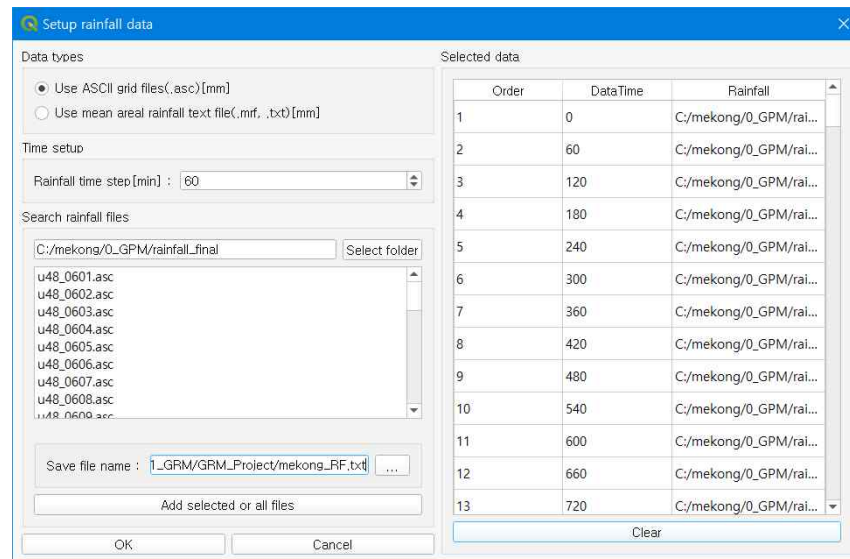 Setup rainfall data
Data types
Use ASCII grid files(.asc)[mm]
Use mean areal rainfall text file(.mrf, .txt)[mm]
Time setup
Rainfall time step[min] : 60
Search rainfall files
C:/mekong/0_GPM/rainfall_final
Select folder
u48_0601.asc
u48_0602.asc
u48_0603.asc
u48_0604.asc
u48_0605.asc
u48_0606.asc
u48_0607.asc
u48_0608.asc
u48_0609.asc
Save file name : 1_GRM/GRM_Project/mekong_RF.txt ...
Add selected or all files
OK Cancel
Selected data
Order DataTime Rainfall
1 0 C:/mekong/0_GPM/rai...
2 60 C:/mekong/0_GPM/rai...
3 120 C:/mekong/0_GPM/rai...
4 180 C:/mekong/0_GPM/rai...
5 240 C:/mekong/0_GPM/rai...
6 300 C:/mekong/0_GPM/rai...
7 360 C:/mekong/0_GPM/rai...
8 420 C:/mekong/0_GPM/rai...
9 480 C:/mekong/0_GPM/rai...
10 540 C:/mekong/0_GPM/rai...
11 600 C:/mekong/0_GPM/rai...
12 660 C:/mekong/0_GPM/rai...
13 720 C:/mekong/0_GPM/rai...
Clear